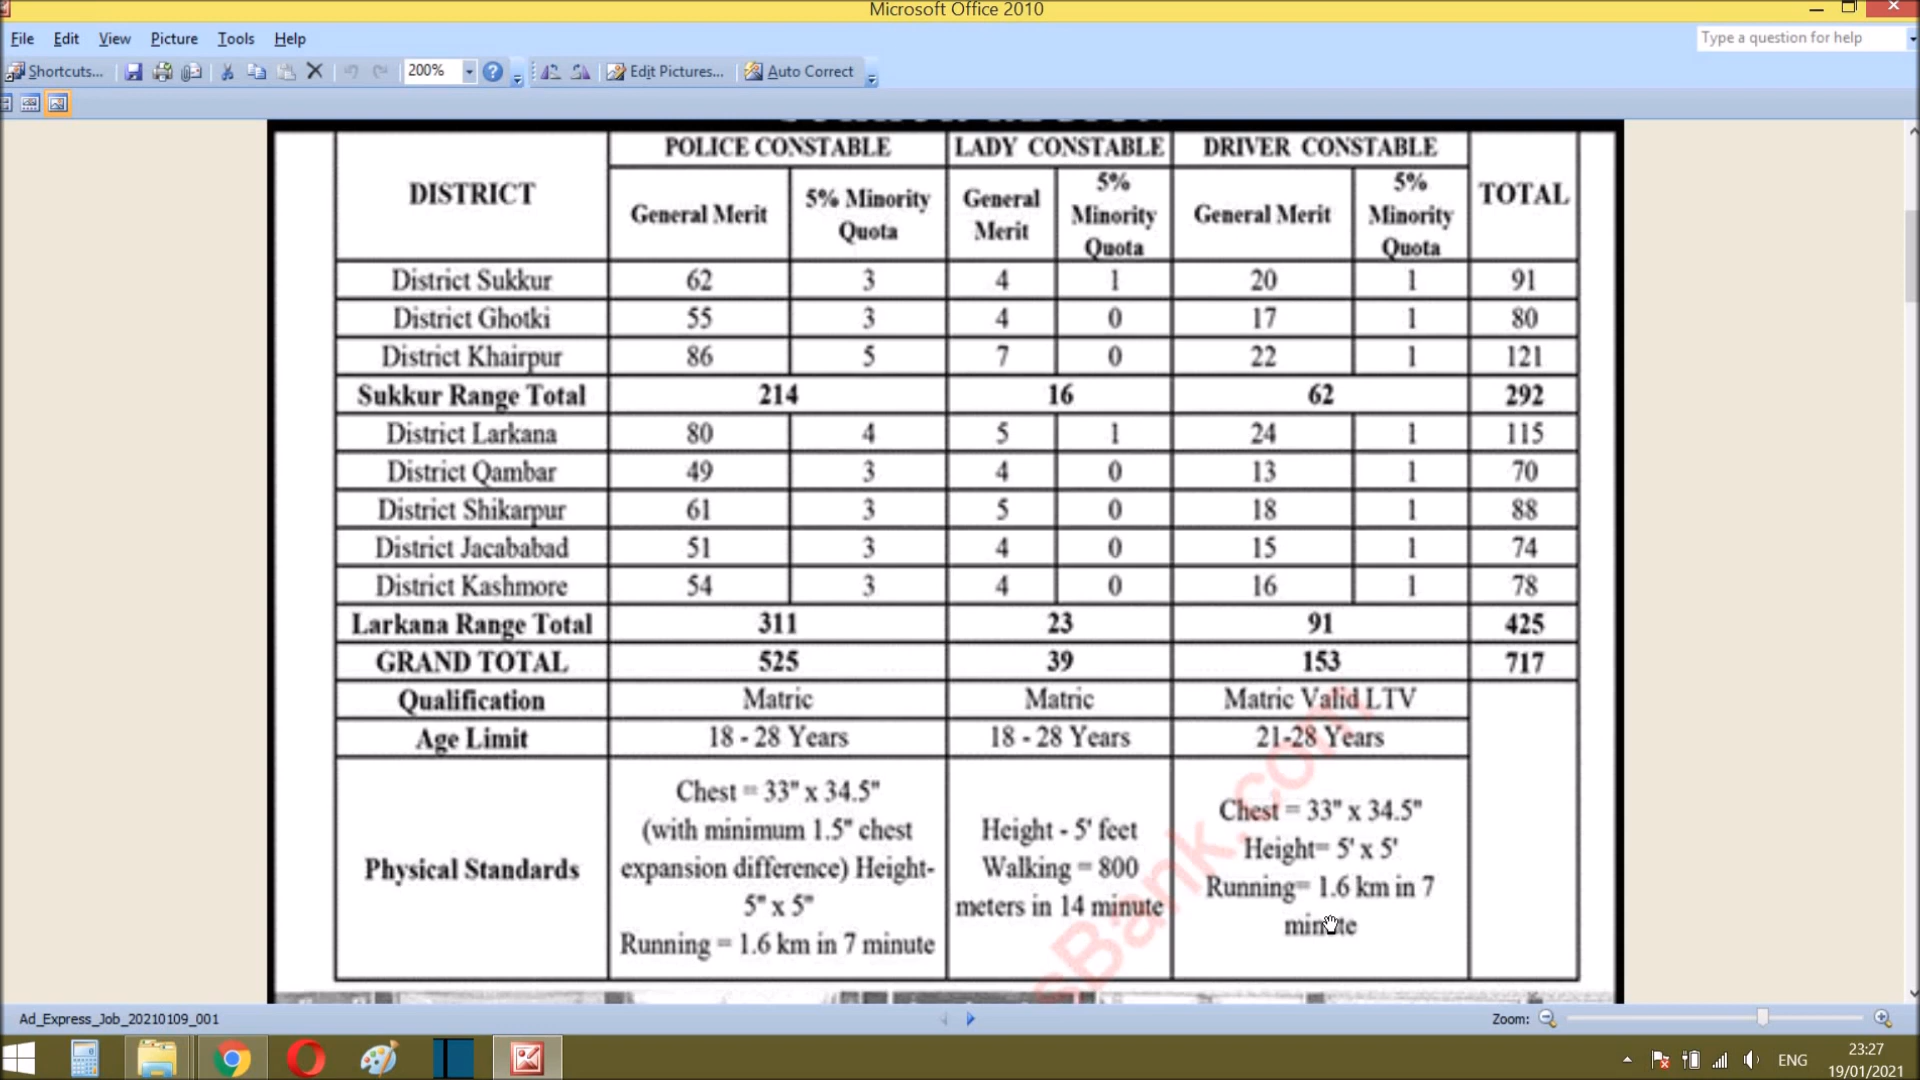 Microsoft Office 2010
File Edit View Picture Tools Help
Type a question for help
Shortcuts... 200% Edit Pictures... Auto Correct
DISTRICT POLICE CONSTABLE LADY CONSTABLE DRIVER CONSTABLE TOTAL
General Merit 5% Minority Quota General Merit 5% Minority Quota General Merit 5% Minority Quota
District Sukkur 62 3 4 1 20 1 91
District Ghotki 55 3 4 0 17 1 80
District Khairpur 86 5 7 0 22 1 121
Sukkur Range Total 214 16 62 292
District Larkana 80 4 5 1 24 1 115
District Qambar 49 3 4 0 13 1 70
District Shikarpur 61 3 5 0 18 1 88
District Jacababad 51 3 4 0 15 1 74
District Kashmore 54 3 4 0 16 1 78
Larkana Range Total 311 23 91 425
GRAND TOTAL 525 39 153 717
Qualification Matric Matric Matric Valid LTV
Age Limit 18 - 28 Years 18 - 28 Years 21-28 Years
Physical Standards
Chest = 33" x 34.5"
(with minimum 1.5" chest
expansion difference) Height-
5" x 5"
Running = 1.6 km in 7 minute
Height - 5' feet
Walking = 800
meters in 14 minute
Chest = 33" x 34.5"
Height= 5' x 5'
Running= 1.6 km in 7
minute
sBank.com
Ad_Express_Job_20210109_001 Zoom:
ENG
23:27
19/01/2021